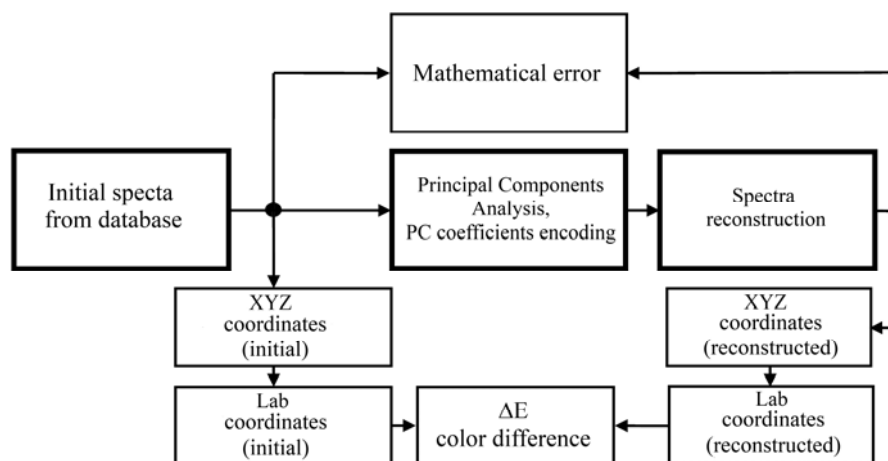 Mathematical error
Initial specta
from database
Principal Components
Analysis,
PC coefficients encoding
Spectra
reconstruction
XYZ
coordinates
(initial)
XYZ
coordinates
(reconstructed)
Lab
coordinates
(initial)
ΔE
color difference
Lab
coordinates
(reconstructed)